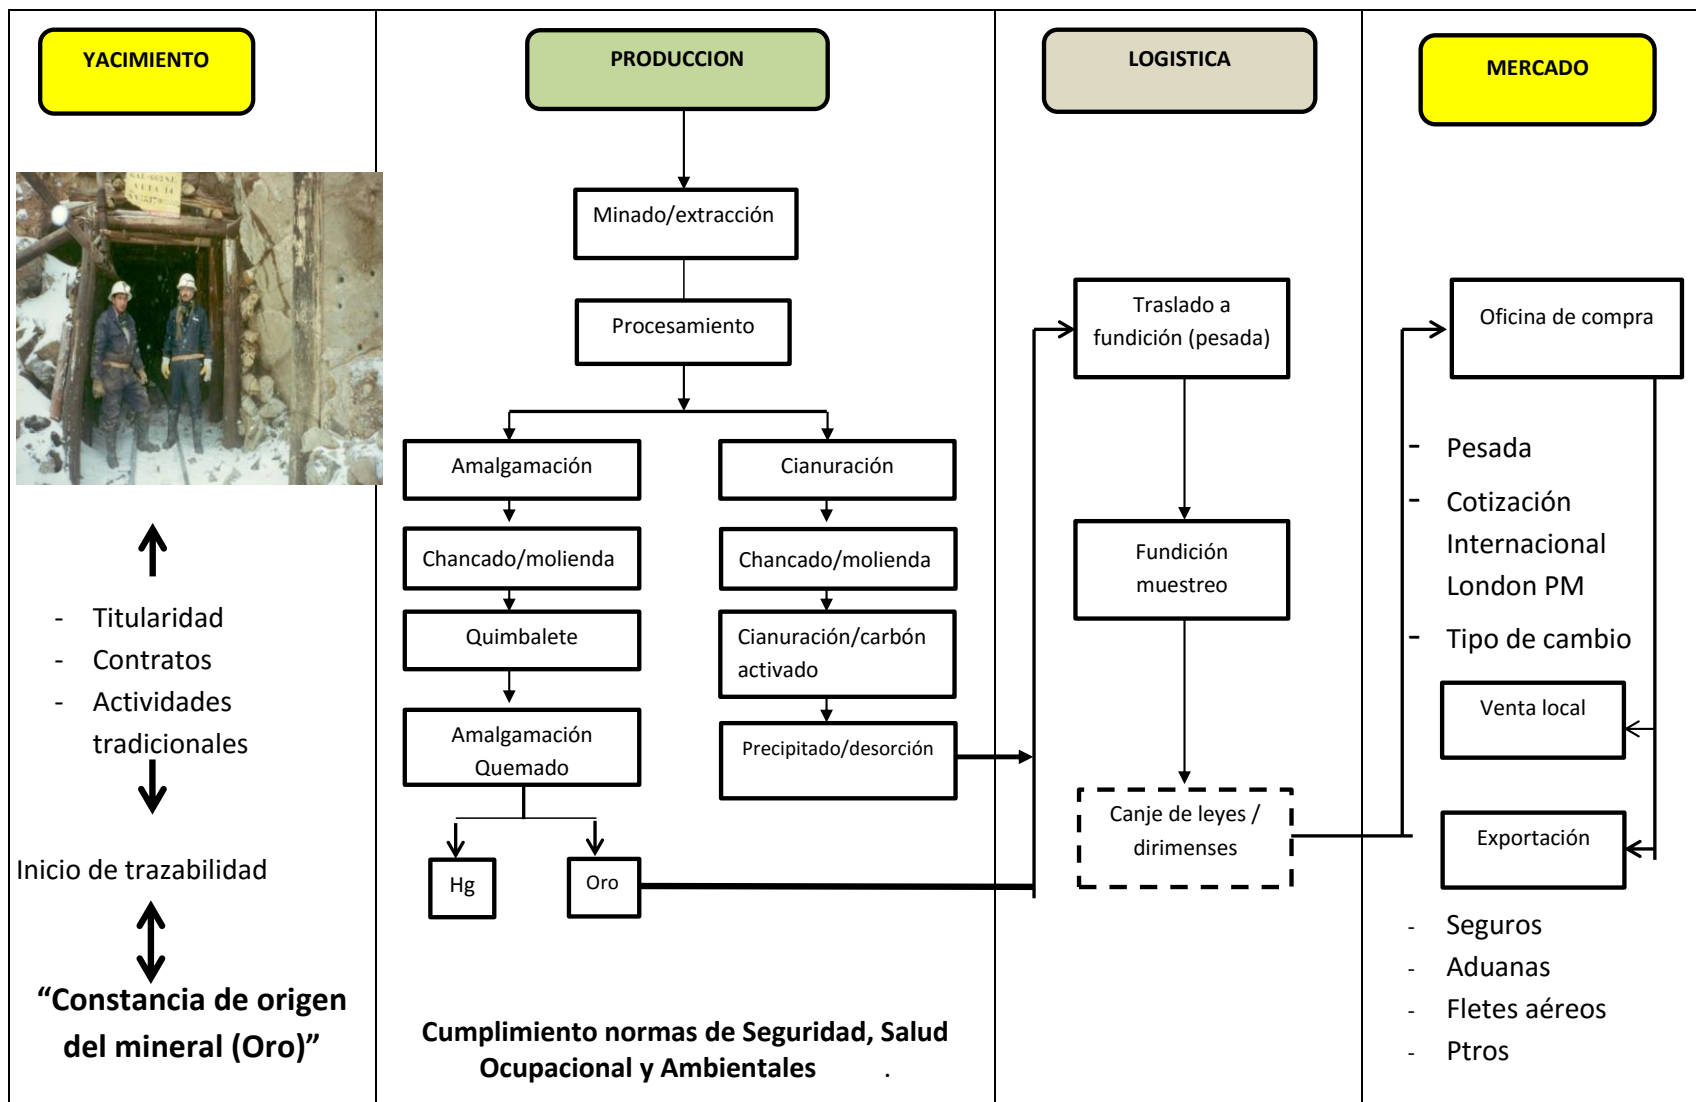 YACIMIENTO
- Titularidad
- Contratos
- Actividades
tradicionales
Inicio de trazabilidad
“Constancia de origen
del mineral (Oro)”
PRODUCCION
Minado/extracción
Procesamiento
Amalgamación
Chancado/molienda
Quimbalete
Amalgamación
Quemado
Hg
Oro
Cianuración
Chancado/molienda
Cianuración/carbón
activado
Precipitado/desorción
Cumplimiento normas de Seguridad, Salud
Ocupacional y Ambientales .
LOGISTICA
Traslado a
fundición (pesada)
Fundición
muestreo
Canje de leyes /
dirimenses
MERCADO
Oficina de compra
- Pesada
- Cotización
Internacional
London PM
- Tipo de cambio
Venta local
Exportación
- Seguros
- Aduanas
- Fletes aéreos
- Ptros